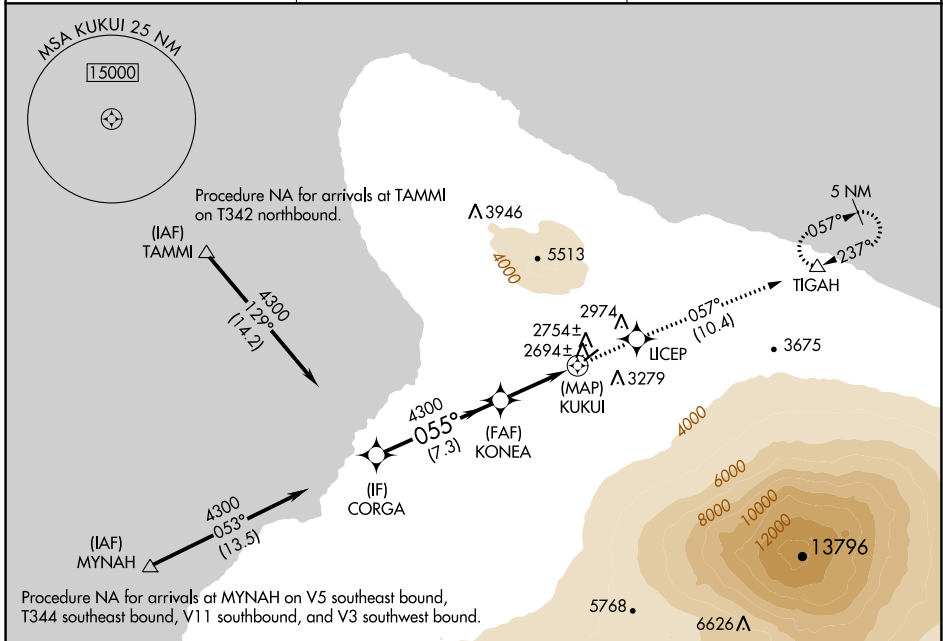 MSA KUKUI 25 NM
15000
Procedure NA for arrivals at TAMMI
on T342 northbound.
(IAF)
TAMMI
4300
129°
(14.2)
3946
5513
4000
5 NM
057°
237°
TIGAH
2974
2754±
2694±
LICEP
057°
(10.4)
3675
3279
(MAP)
KUKUI
4300
055°
(7.3)
(FAF)
KONEA
(IF)
CORGA
4300
053°
(13.5)
(IAF)
MYNAH
4000
6000
8000
10000
12000
13796
5768
6626
Procedure NA for arrivals at MYNAH on V5 southeast bound,
T344 southeast bound, V11 southbound, and V3 southwest bound.